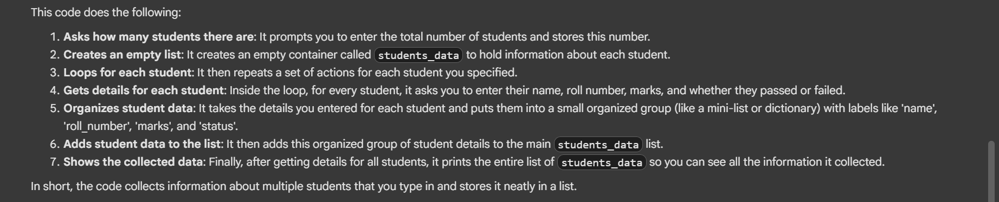 This code does the following:
1. Asks how many students there are: It prompts you to enter the total number of students and stores this number.
2. Creates an empty list: It creates an empty container called students_data to hold information about each student.
3. Loops for each student: It then repeats a set of actions for each student you specified.
4. Gets details for each student: Inside the loop, for every student, it asks you to enter their name, roll number, marks, and whether they passed or failed.
5. Organizes student data: It takes the details you entered for each student and puts them into a small organized group (like a mini-list or dictionary) with labels like 'name',
'roll_number', 'marks', and 'status'.
6. Adds student data to the list: It then adds this organized group of student details to the main students_data list.
7. Shows the collected data: Finally, after getting details for all students, it prints the entire list of students_data so you can see all the information it collected.
In short, the code collects information about multiple students that you type in and stores it neatly in a list.